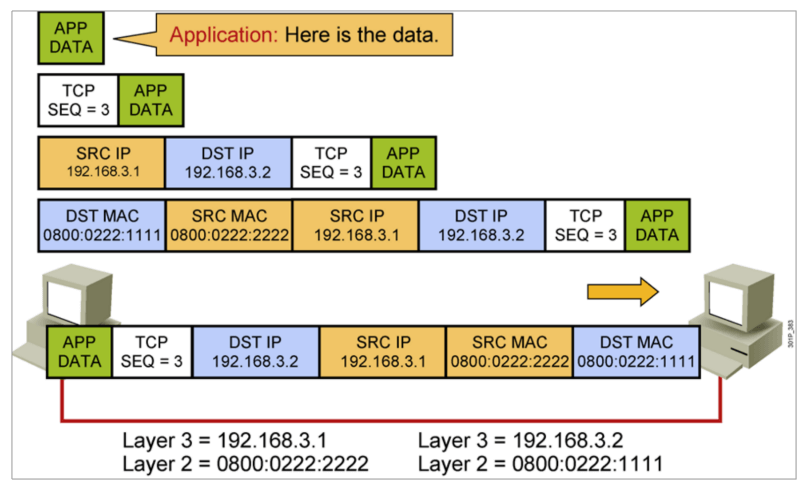 APP
DATA
Application: Here is the data.
TCP
SEQ = 3
APP
DATA
SRC IP
192.168.3.1
DST IP
192.168.3.2
TCP
SEQ = 3
APP
DATA
DST MAC
0800:0222:1111
SRC MAC
0800:0222:2222
SRC IP
192.168.3.1
DST IP
192.168.3.2
TCP
SEQ = 3
APP
DATA
APP
DATA
TCP
SEQ = 3
DST IP
192.168.3.2
SRC IP
192.168.3.1
SRC MAC
0800:0222:2222
DST MAC
0800:0222:1111
301P_383
Layer 3 = 192.168.3.1
Layer 2 = 0800:0222:2222
Layer 3 = 192.168.3.2
Layer 2 = 0800:0222:1111